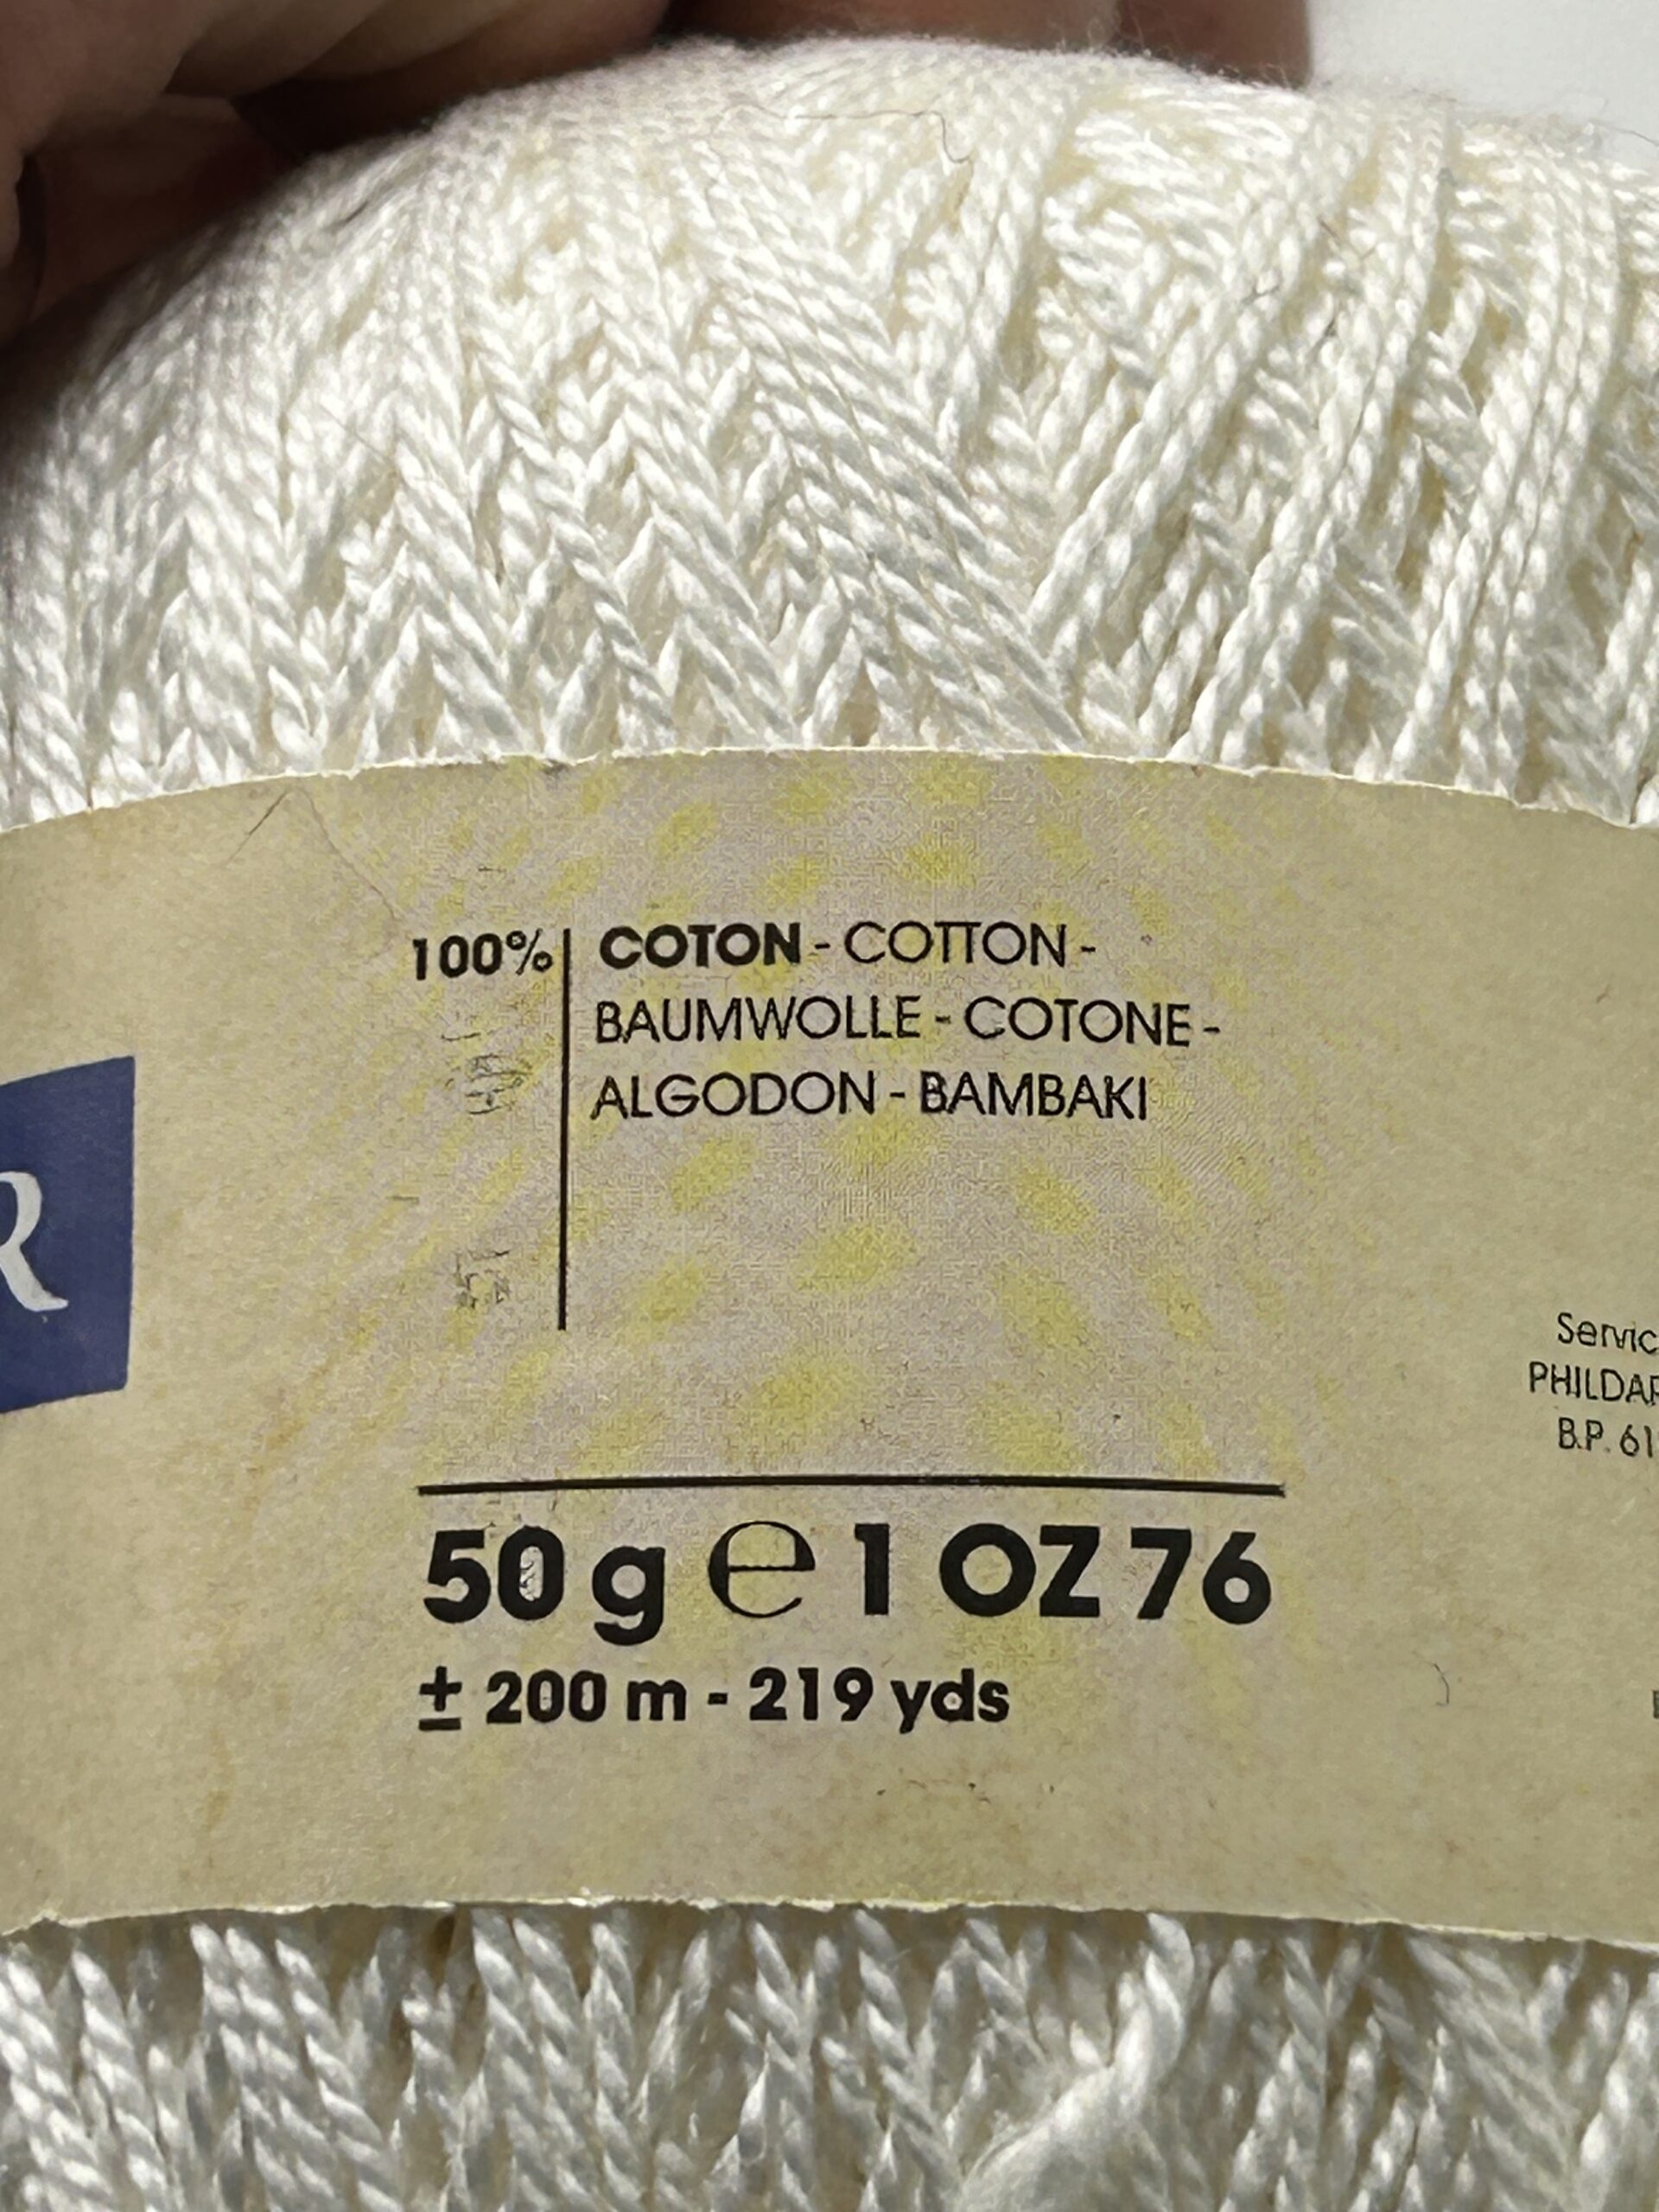 100% COTON - COTTON -
BAUMWOLLE - COTONE -
ALGODON - BAMBAKI
R
50 g ℮ 1 OZ 76
± 200 m - 219 yds
Servic
PHILDAR
B.P. 61